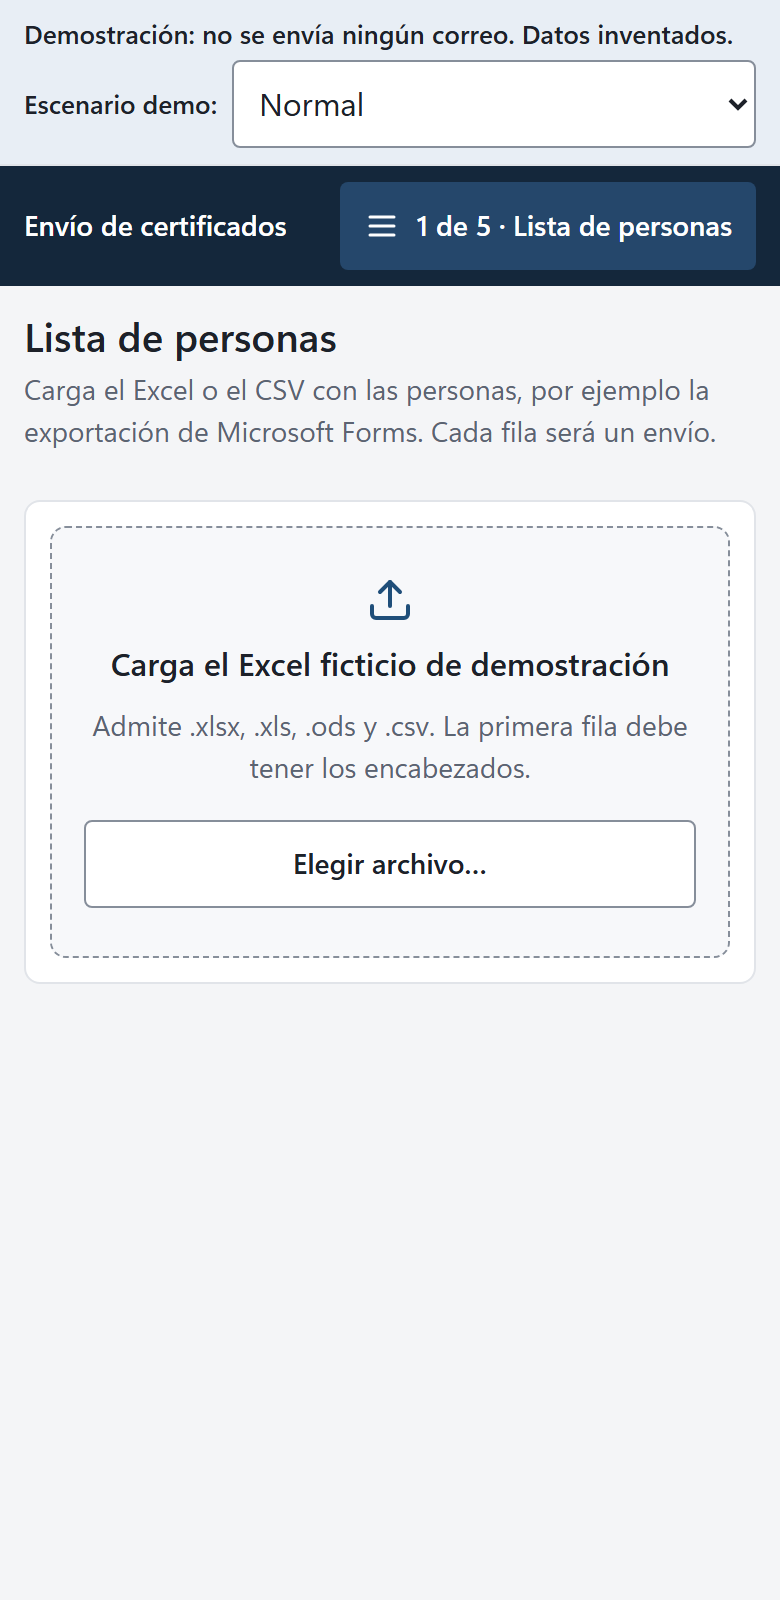 Demostración: no se envía ningún correo. Datos inventados.
Escenario demo: Normal
Envío de certificados
1 de 5 · Lista de personas
Lista de personas
Carga el Excel o el CSV con las personas, por ejemplo la
exportación de Microsoft Forms. Cada fila será un envío.
Carga el Excel ficticio de demostración
Admite .xlsx, .xls, .ods y .csv. La primera fila debe
tener los encabezados.
Elegir archivo...